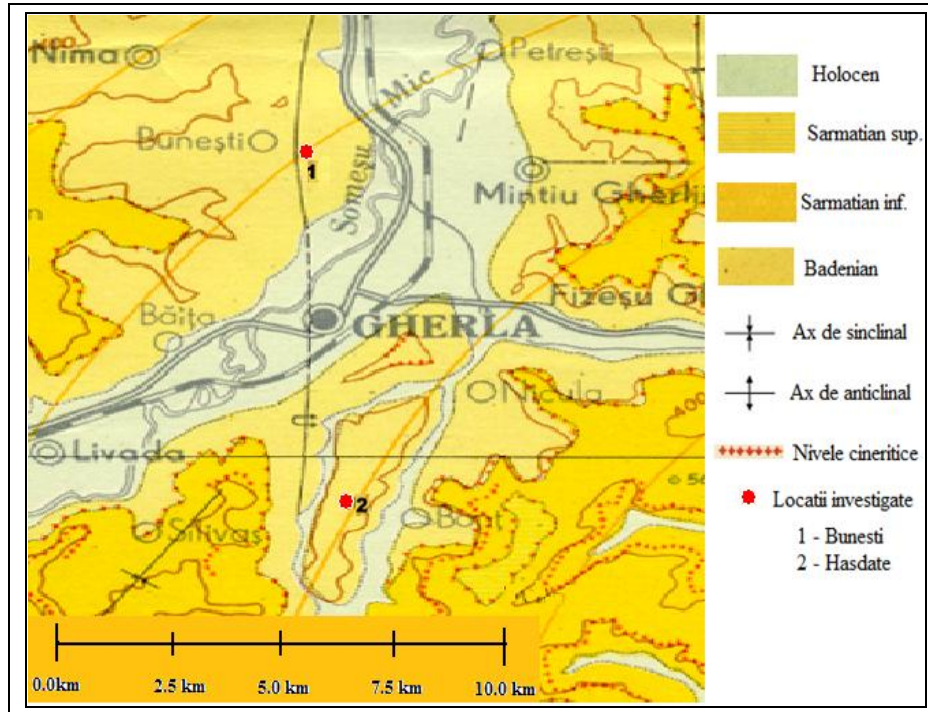 Nima
Petrești
Bunești
1
Mic
Someșu
Mintiu Gherlii
Fizeșu G
Băița
GHERLA
Nicula
400
Livada
2
Bonț
Silivaș
0.0km
2.5 km
5.0 km
7.5 km
10.0 km
Holocen
Sarmatian sup.
Sarmatian inf.
Badenian
Ax de sinclinal
Ax de anticlinal
Nivele cineritice
Locatii investigate
1 - Bunesti
2 - Hasdate